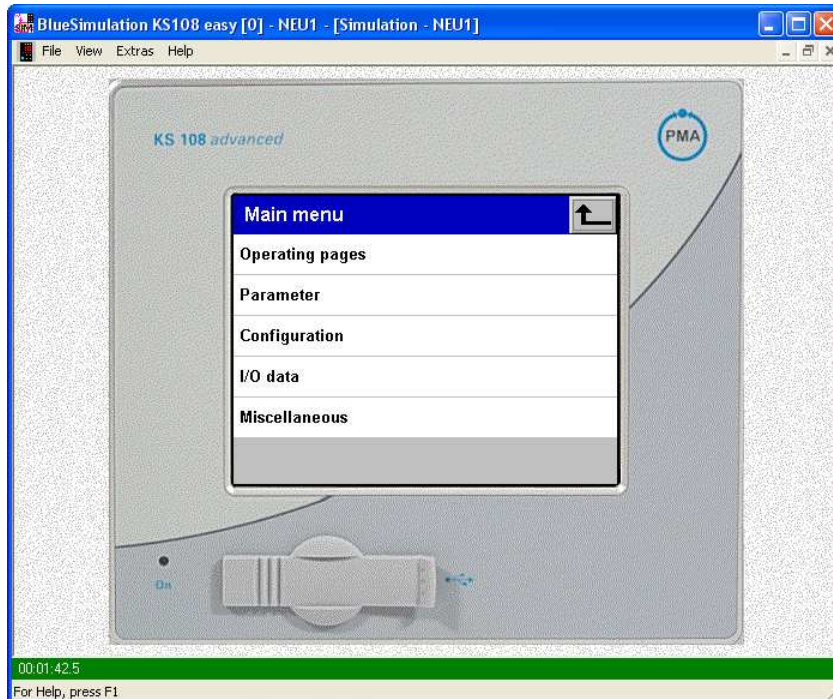 BlueSimulation KS108 easy [0] - NEU1 - [Simulation - NEU1]
File View Extras Help
KS 108 advanced
PMA
Main menu
Operating pages
Parameter
Configuration
I/O data
Miscellaneous
On
00:01:42.5
For Help, press F1